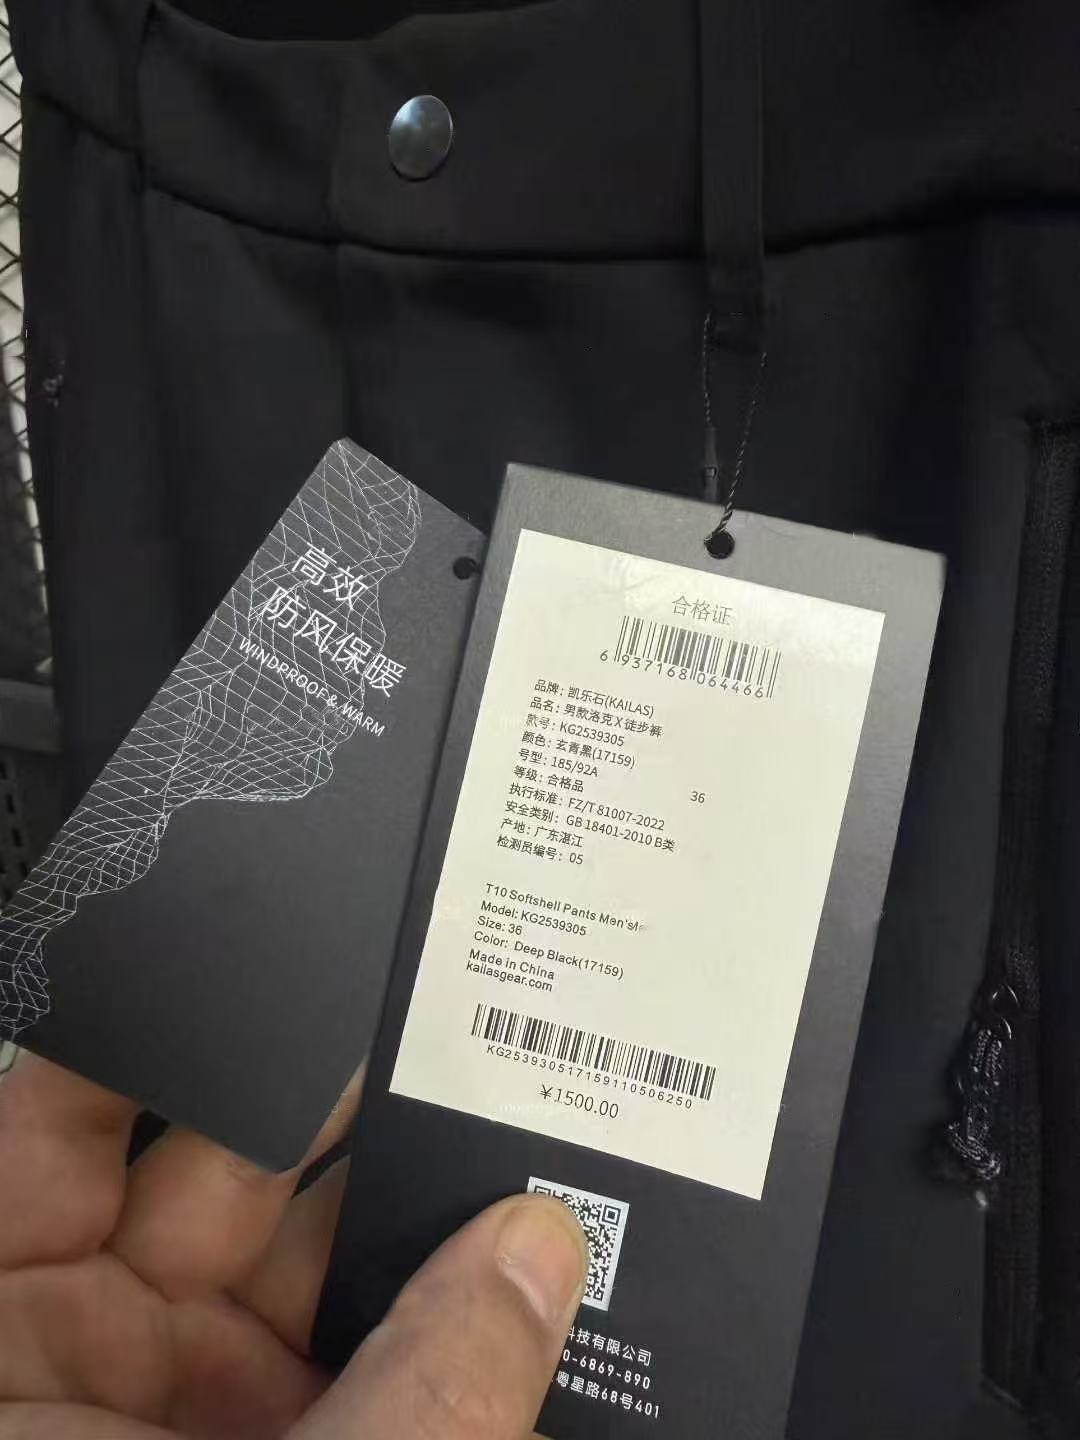 高效
防风保暖
WINDPROOF & WARM
合格证
6 937168 064466
品牌: 凯乐石(KAILAS)
品名: 男款洛克X徒步裤
款号: KG2539305
颜色: 玄青黑(17159)
号型: 185/92A
36
等级: 合格品
执行标准: FZ/T 81007-2022
安全类别: GB 18401-2010 B类
产地: 广东湛江
检测员编号: 05
T10 Softshell Pants Men's
Model: KG2539305
Size: 36
Color: Deep Black(17159)
Made in China
kailasgear.com
KG253930517159110506250
¥1500.00
科技有限公司
0-6869-890
粤星路68号401